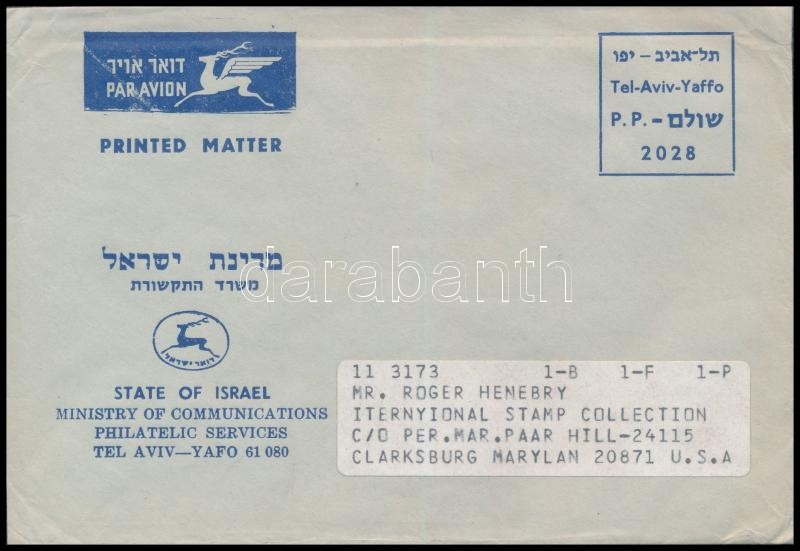 דואר אויר
PAR AVION
PRINTED MATTER
תל־אביב – יפו
Tel-Aviv-Yaffo
P.P. - שולם
2028
מדינת ישראל
משרד התקשורת
darabanth
דואר ישראל
STATE OF ISRAEL
MINISTRY OF COMMUNICATIONS
PHILATELIC SERVICES
TEL AVIV—YAFO 61 080
11 3173 1-B 1-F 1-P
MR. ROGER HENEBRY
ITERNYIONAL STAMP COLLECTION
C/O PER.MAR.PAAR HILL-24115
CLARKSBURG MARYLAN 20871 U.S.A